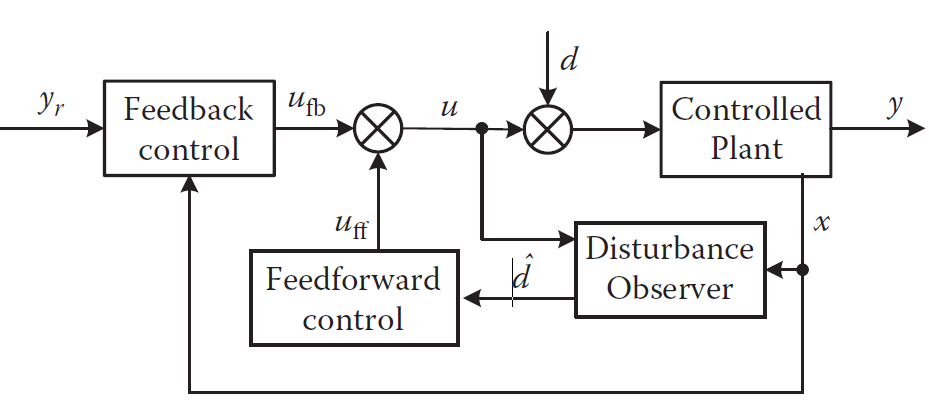 d
y_r
Feedback
control
u_fb
u
Controlled
Plant
y
u_ff
x
Feedforward
control
d̂
Disturbance
Observer